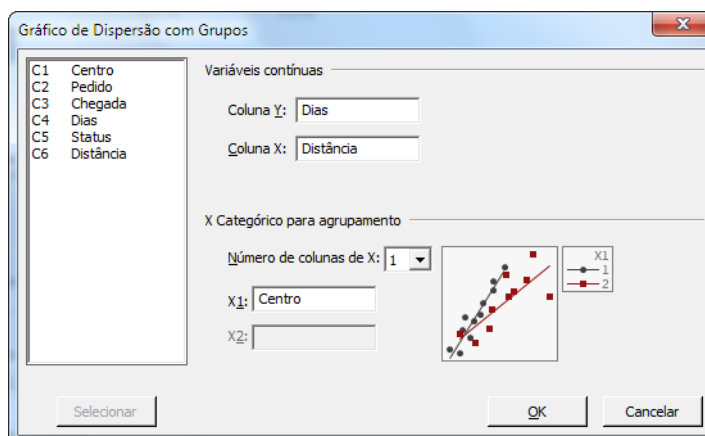 Gráfico de Dispersão com Grupos
C1 Centro
C2 Pedido
C3 Chegada
C4 Dias
C5 Status
C6 Distância
Variáveis contínuas
Coluna Y: Dias
Coluna X: Distância
X Categórico para agrupamento
Número de colunas de X: 1
X1: Centro
X2:
X1
1
2
Selecionar
OK
Cancelar